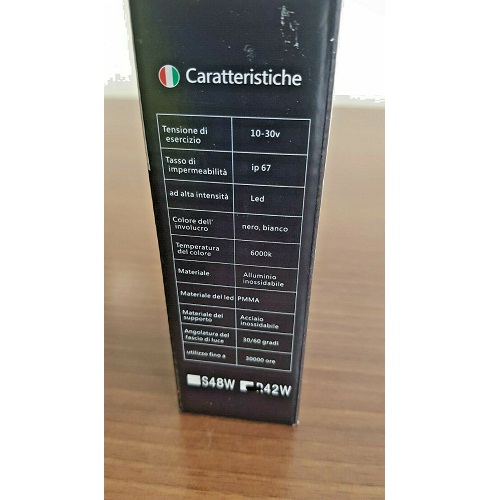 Caratteristiche
Tensione di esercizio 10-30v
Tasso di impermeabilità ip 67
ad alta intensità Led
Colore dell' involucro nero, bianco
Temperatura del colore 6000k
Materiale Alluminio inossidabile
Materiale del led PMMA
Materiale del supporto Acciaio inossidabile
Angolatura del fascio di luce 30/60 gradi
utilizzo fino a 30000 ore
S48W R42W